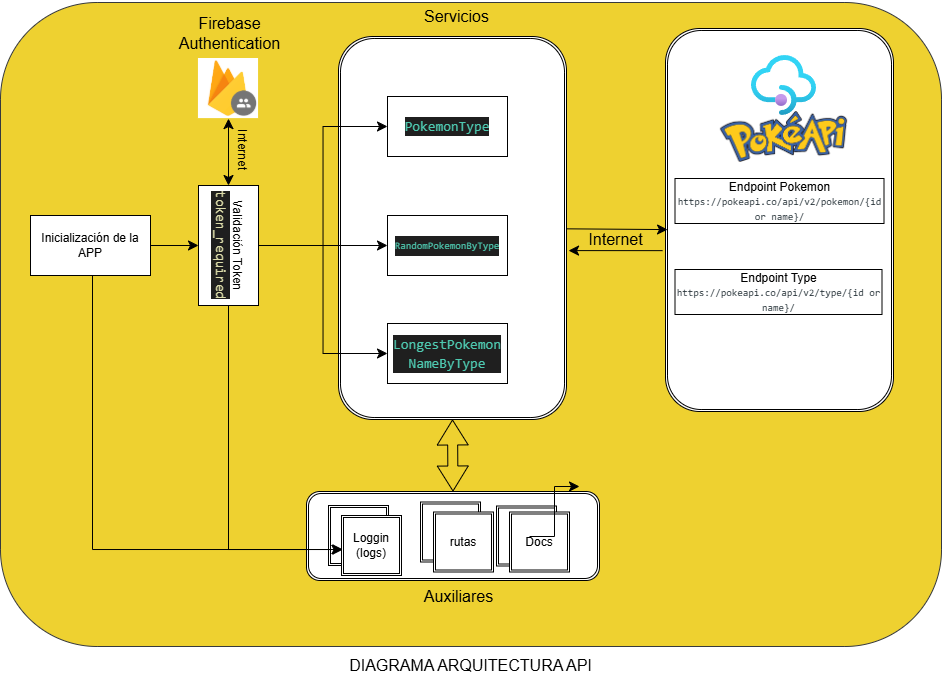 Firebase
Authentication
Servicios
Internet
PokemonType
PokéApi
Endpoint Pokemon
https://pokeapi.co/api/v2/pokemon/{id
or name}/
Inicialización de la
APP
Validación Token
token_required
RandomPokemonByType
Internet
Endpoint Type
https://pokeapi.co/api/v2/type/{id or
name}/
LongestPokemon
NameByType
Loggin
(logs)
rutas
Docs
Auxiliares
DIAGRAMA ARQUITECTURA API